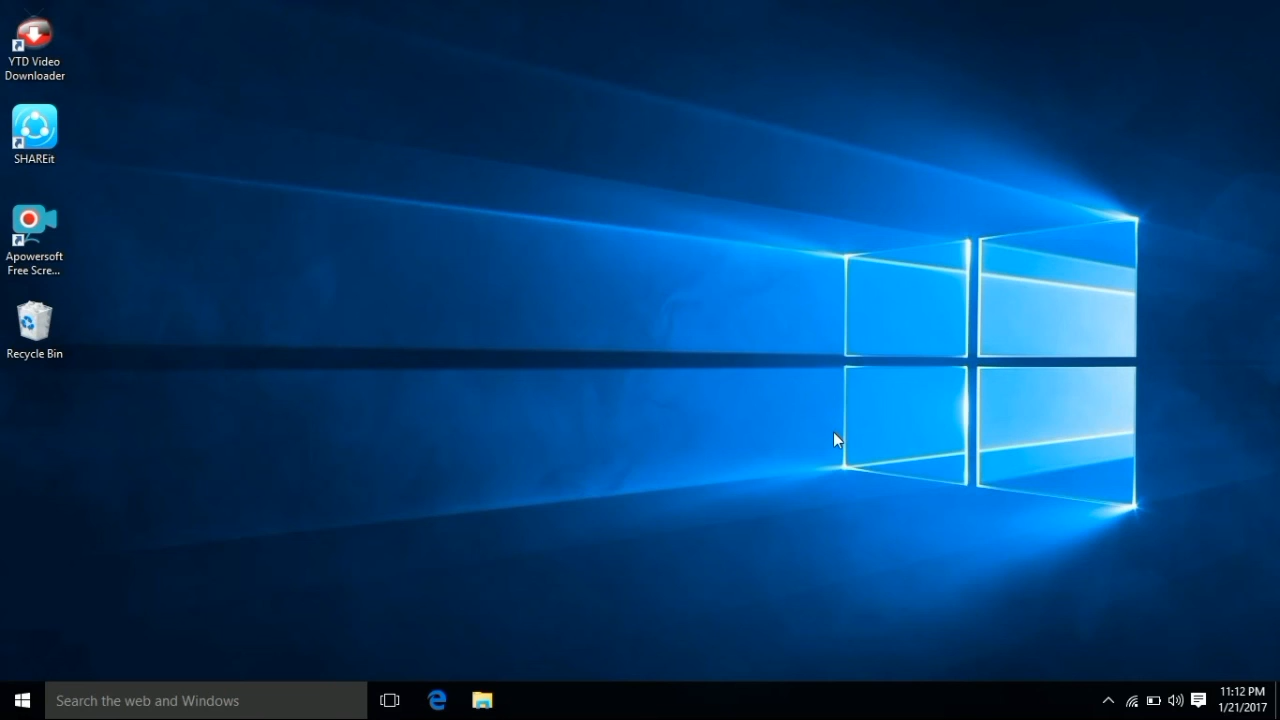 YTD Video
Downloader
SHAREit
Apowersoft
Free Scre...
Recycle Bin
Search the web and Windows
11:12 PM
1/21/2017